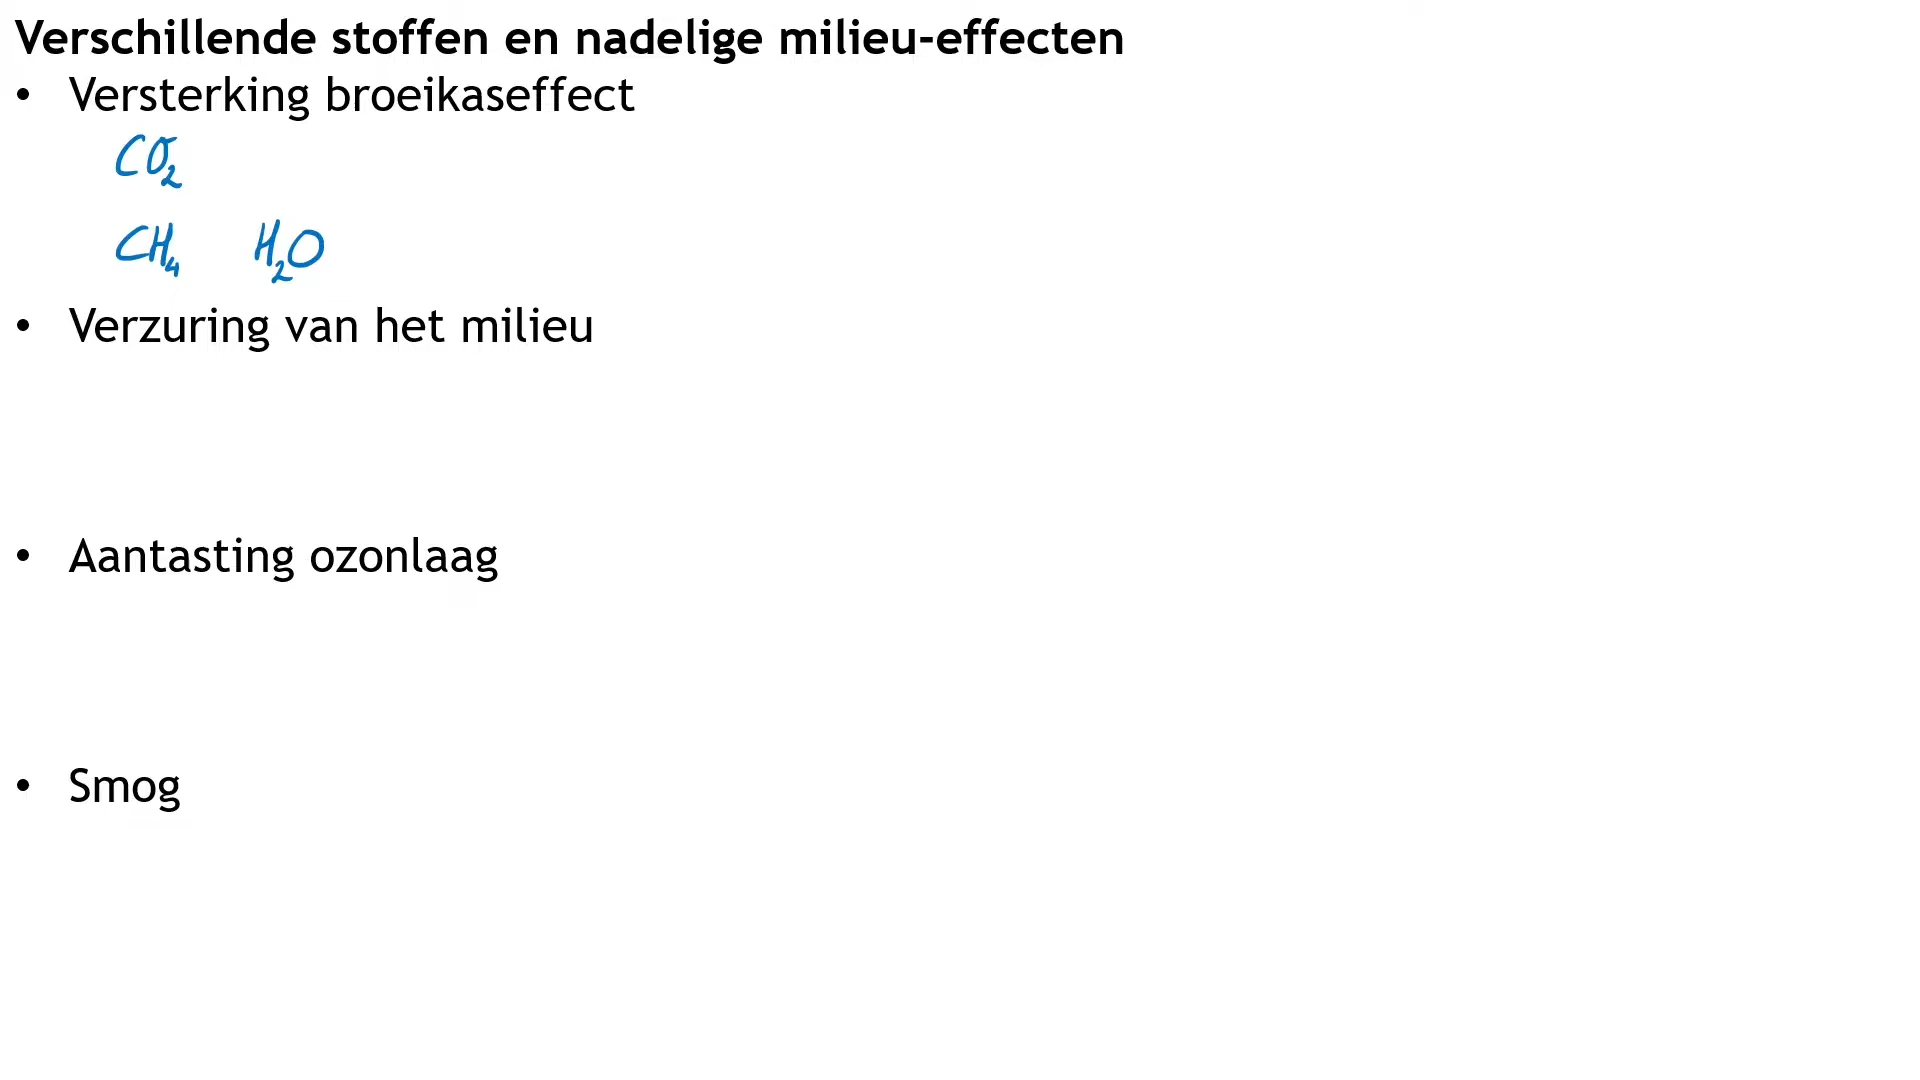 Verschillende stoffen en nadelige milieu-effecten
• Versterking broeikaseffect
CO₂
CH₄ H₂O
• Verzuring van het milieu
• Aantasting ozonlaag
• Smog